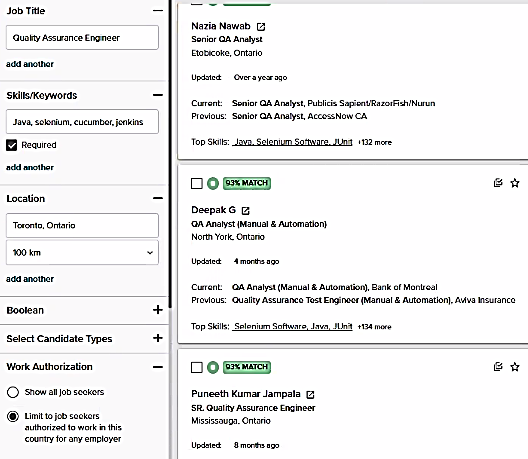 Job Title
Quality Assurance Engineer
add another
Skills/Keywords
Java, selenium, cucumber, jenkins
Required
add another
Location
Toronto, Ontario
100 km
add another
Boolean
Select Candidate Types
Work Authorization
Show all job seekers
Limit to job seekers
authorized to work in this
country for any employer
Nazia Nawab
Senior QA Analyst
Etobicoke, Ontario
Updated: Over a year ago
Current: Senior QA Analyst, Publicis Sapient/RazorFish/Nurun
Previous: Senior QA Analyst, AccessNow CA
Top Skills: Java, Selenium Software, JUnit +132 more
93% MATCH
Deepak G
QA Analyst (Manual & Automation)
North York, Ontario
Updated: 4 months ago
Current: QA Analyst (Manual & Automation), Bank of Montreal
Previous: Quality Assurance Test Engineer (Manual & Automation), Aviva Insurance
Top Skills: Selenium Software, Java, JUnit +134 more
93% MATCH
Puneeth Kumar Jampala
SR. Quality Assurance Engineer
Mississauga, Ontario
Updated: 8 months ago